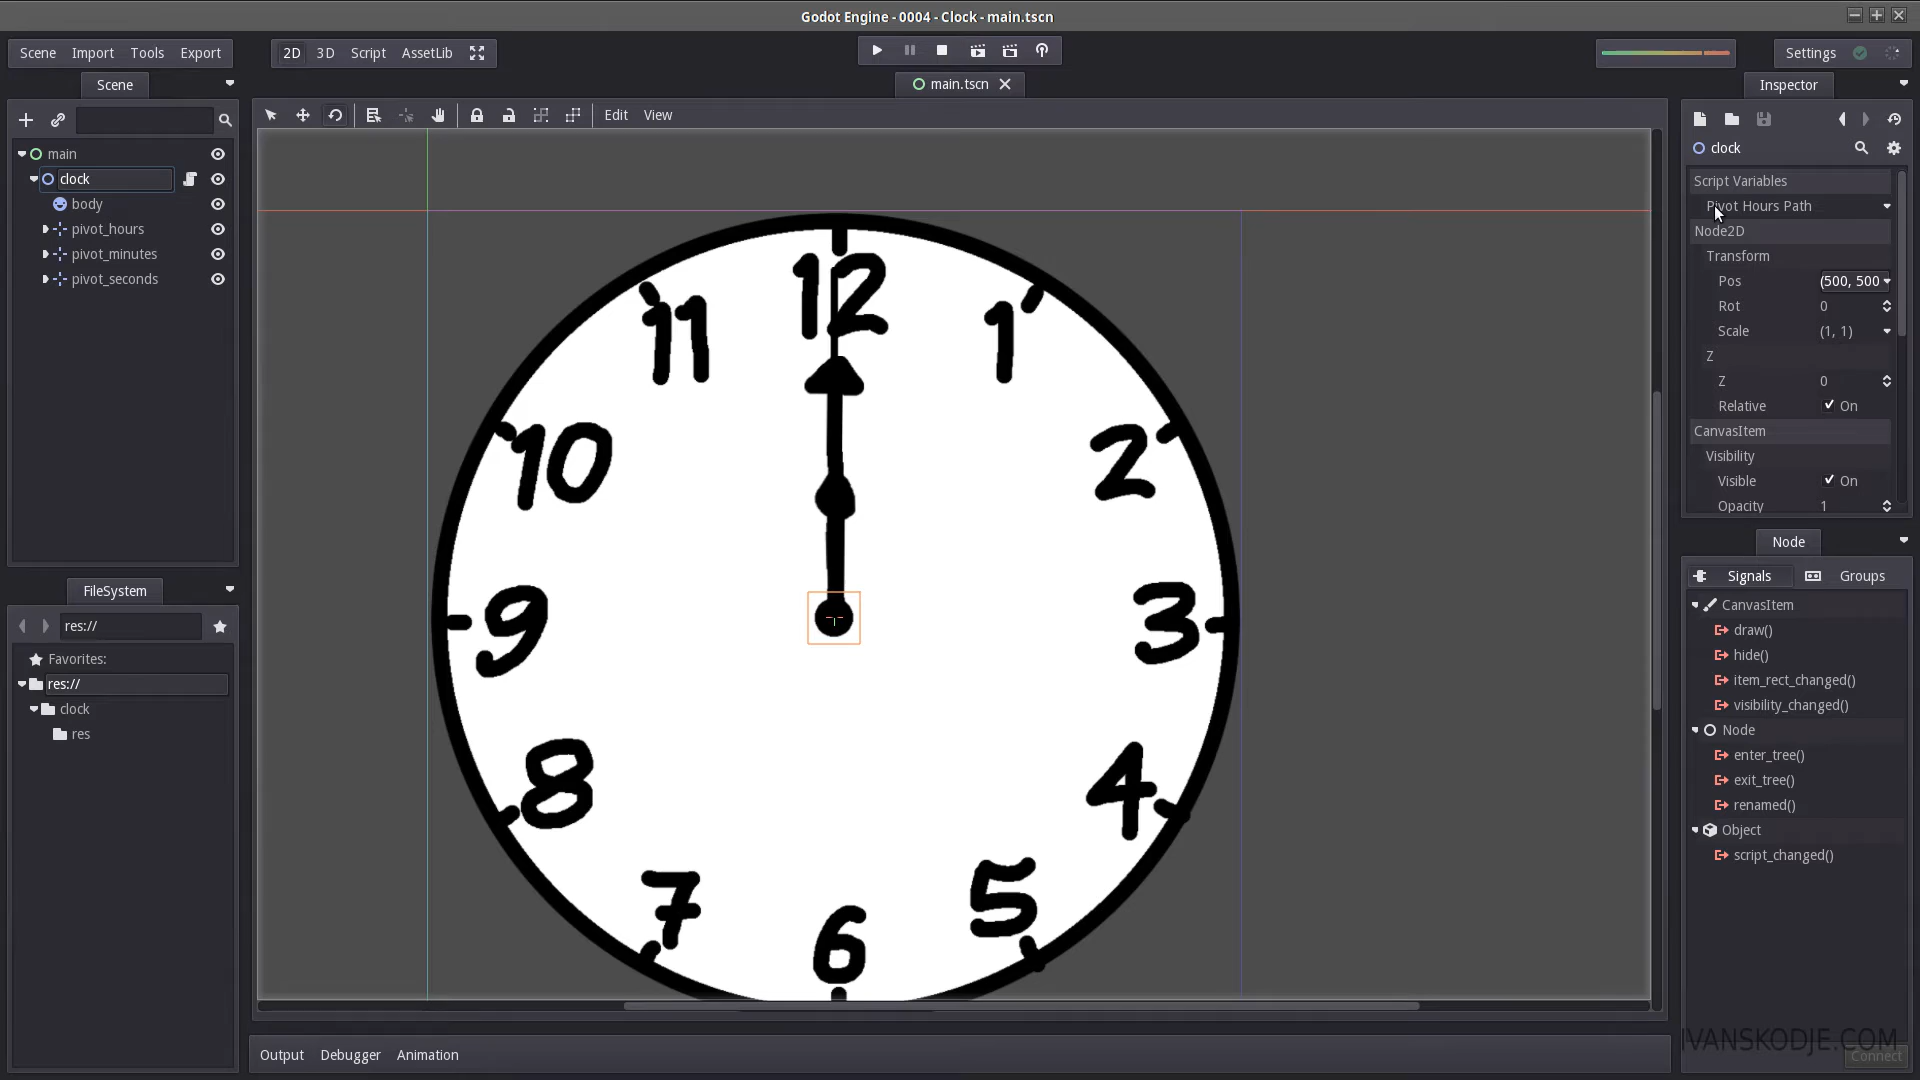 Godot Engine - 0004 - Clock - main.tscn
Scene Import Tools Export
2D 3D Script AssetLib
Settings
Scene
main.tscn
Inspector
Edit View
main
clock
body
pivot_hours
pivot_minutes
pivot_seconds
FileSystem
res://
Favorites:
res://
clock
res
12
1
2
3
4
5
6
7
8
9
10
11
clock
Script Variables
Pivot Hours Path
Node2D
Transform
Pos (500, 500
Rot 0
Scale (1, 1)
Z
Z 0
Relative On
CanvasItem
Visibility
Visible On
Opacity 1
Node
Signals Groups
CanvasItem
draw()
hide()
item_rect_changed()
visibility_changed()
Node
enter_tree()
exit_tree()
renamed()
Object
script_changed()
Output Debugger Animation
IVANSKODJE.COM
Connect